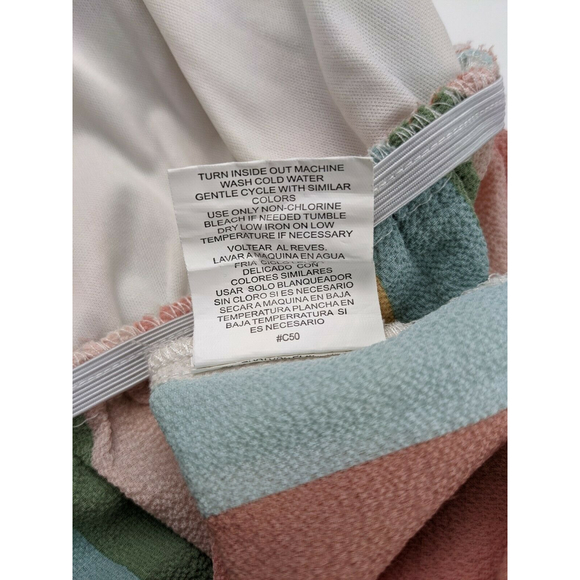 TURN INSIDE OUT MACHINE
WASH COLD WATER
GENTLE CYCLE WITH SIMILAR
COLORS
USE ONLY NON-CHLORINE
BLEACH IF NEEDED TUMBLE
DRY LOW IRON ON LOW
TEMPERATURE IF NECESSARY
VOLTEAR AL REVES.
LAVAR A MAQUINA EN AGUA
FRIA CICLO
DELICADO CON
COLORES SIMILARES
USAR SOLO BLANQUEADOR
SIN CLORO SI ES NECESARIO
SECAR A MAQUINA EN BAJA
TEMPERATURA PLANCHA EN
BAJA TEMPERRATURA SI
ES NECESARIO
#C50